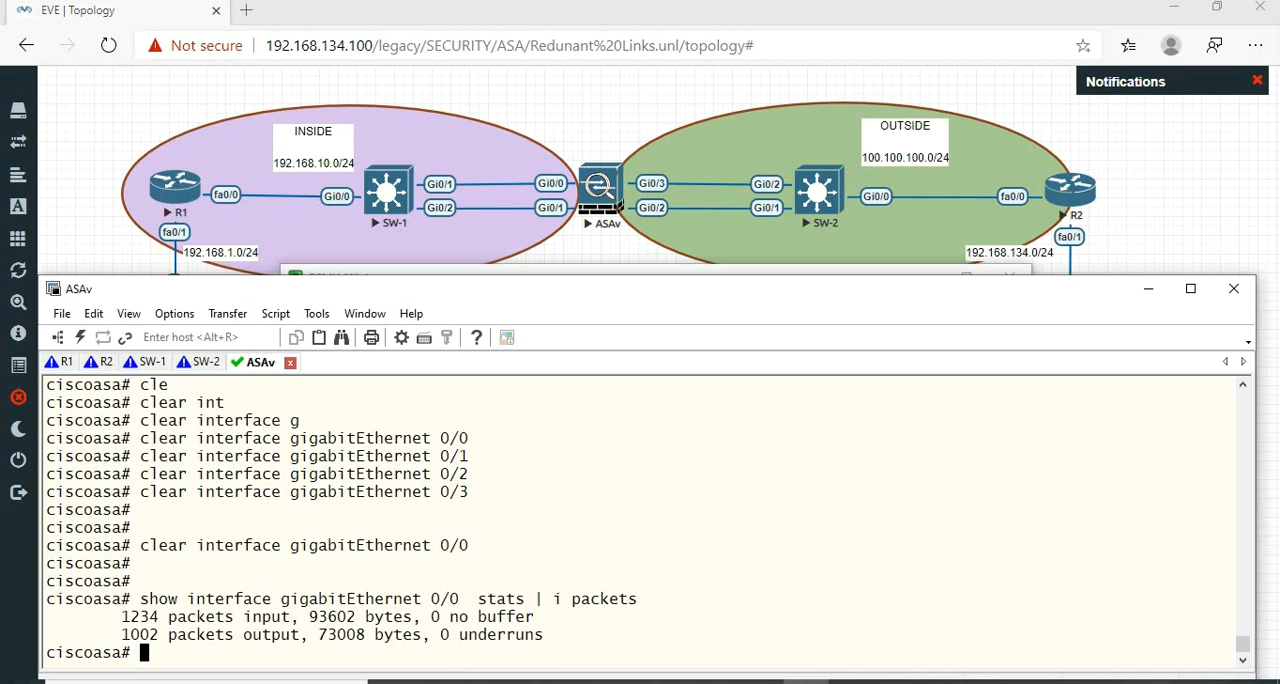 EVE | Topology
Not secure
192.168.134.100/legacy/SECURITY/ASA/Redunant%20Links.unl/topology#
Notifications
INSIDE
192.168.10.0/24
OUTSIDE
100.100.100.0/24
fa0/0
Gi0/0
Gi0/1
Gi0/0
Gi0/3
Gi0/2
Gi0/0
fa0/0
Gi0/2
Gi0/1
Gi0/2
Gi0/1
R1
SW-1
ASAv
SW-2
R2
fa0/1
fa0/1
192.168.1.0/24
192.168.134.0/24
ASAv
File Edit View Options Transfer Script Tools Window Help
Enter host <Alt+R>
R1 R2 SW-1 SW-2 ASAv
ciscoasa# cle
ciscoasa# clear int
ciscoasa# clear interface g
ciscoasa# clear interface gigabitEthernet 0/0
ciscoasa# clear interface gigabitEthernet 0/1
ciscoasa# clear interface gigabitEthernet 0/2
ciscoasa# clear interface gigabitEthernet 0/3
ciscoasa#
ciscoasa#
ciscoasa# clear interface gigabitEthernet 0/0
ciscoasa#
ciscoasa#
ciscoasa# show interface gigabitEthernet 0/0  stats | i packets
1234 packets input, 93602 bytes, 0 no buffer
1002 packets output, 73008 bytes, 0 underruns
ciscoasa#